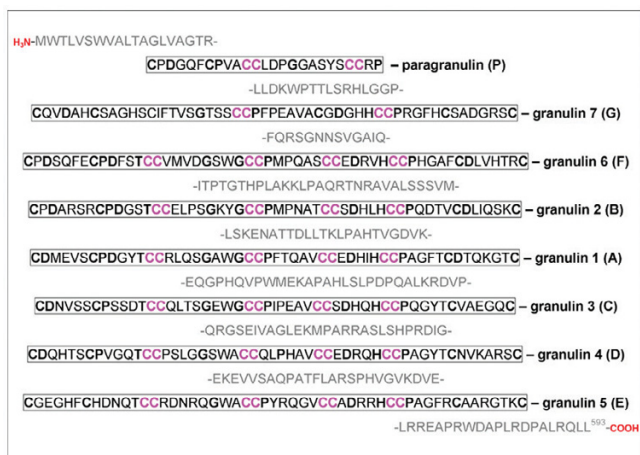 H₃N-MWTLVSWVALTAGLVAGTR-
CPDGQFCPVACCLDPGGASYSCCRP – paragranulin (P)
-LLDKWPTTLSRHLGGP-
CQVDAHCSAGHSCIFTVSGTSSCCPFPEAVACGDGHHCCPRGFHCSADGRSC – granulin 7 (G)
-FQRSGNNSVGAIQ-
CPDSQFECPDFSTCCVMVDGSWGCCPMPQASCCEDRVHCCPHGAFCDLVHTRC – granulin 6 (F)
-ITPTGTHPLAKKLPAQRTNRAVALSSSVM-
CPDARSRCPDGSTCCELPSGKYGCCPMPNATCCSDHLHCCPQDTVCDLIQSKC – granulin 2 (B)
-LSKENATTDLLTKLPAHTVGDVK-
CDMEVSCPDGYTCCRLQSGAWGCCPFTQAVCCEDHIHCCPAGFTCDTQKGTC – granulin 1 (A)
-EQGPHQVPWMEKAPAHLSLPDPQALKRDVP-
CDNVSSCPSSDTCCQLTSGEWGCCPIPEAVCCSDHQHCCPQGYTCVAEGQC – granulin 3 (C)
-QRGSEIVAGLEKMPARRASLSHPRDIG-
CDQHTSCPVGQTCCPSLGGSWACCQLPHAVCCEDRQHCCPAGYTCNVKARSC – granulin 4 (D)
-EKEVVSAQPATFLARSPHVGVKDVE-
CGEGHFCHDNQTCCRDNRQGWACCPYRQGVCCADRRHCCPAGFRCAARGTKC – granulin 5 (E)
-LRREAPRWDAPLRDPALRQLL⁵⁹³-COOH